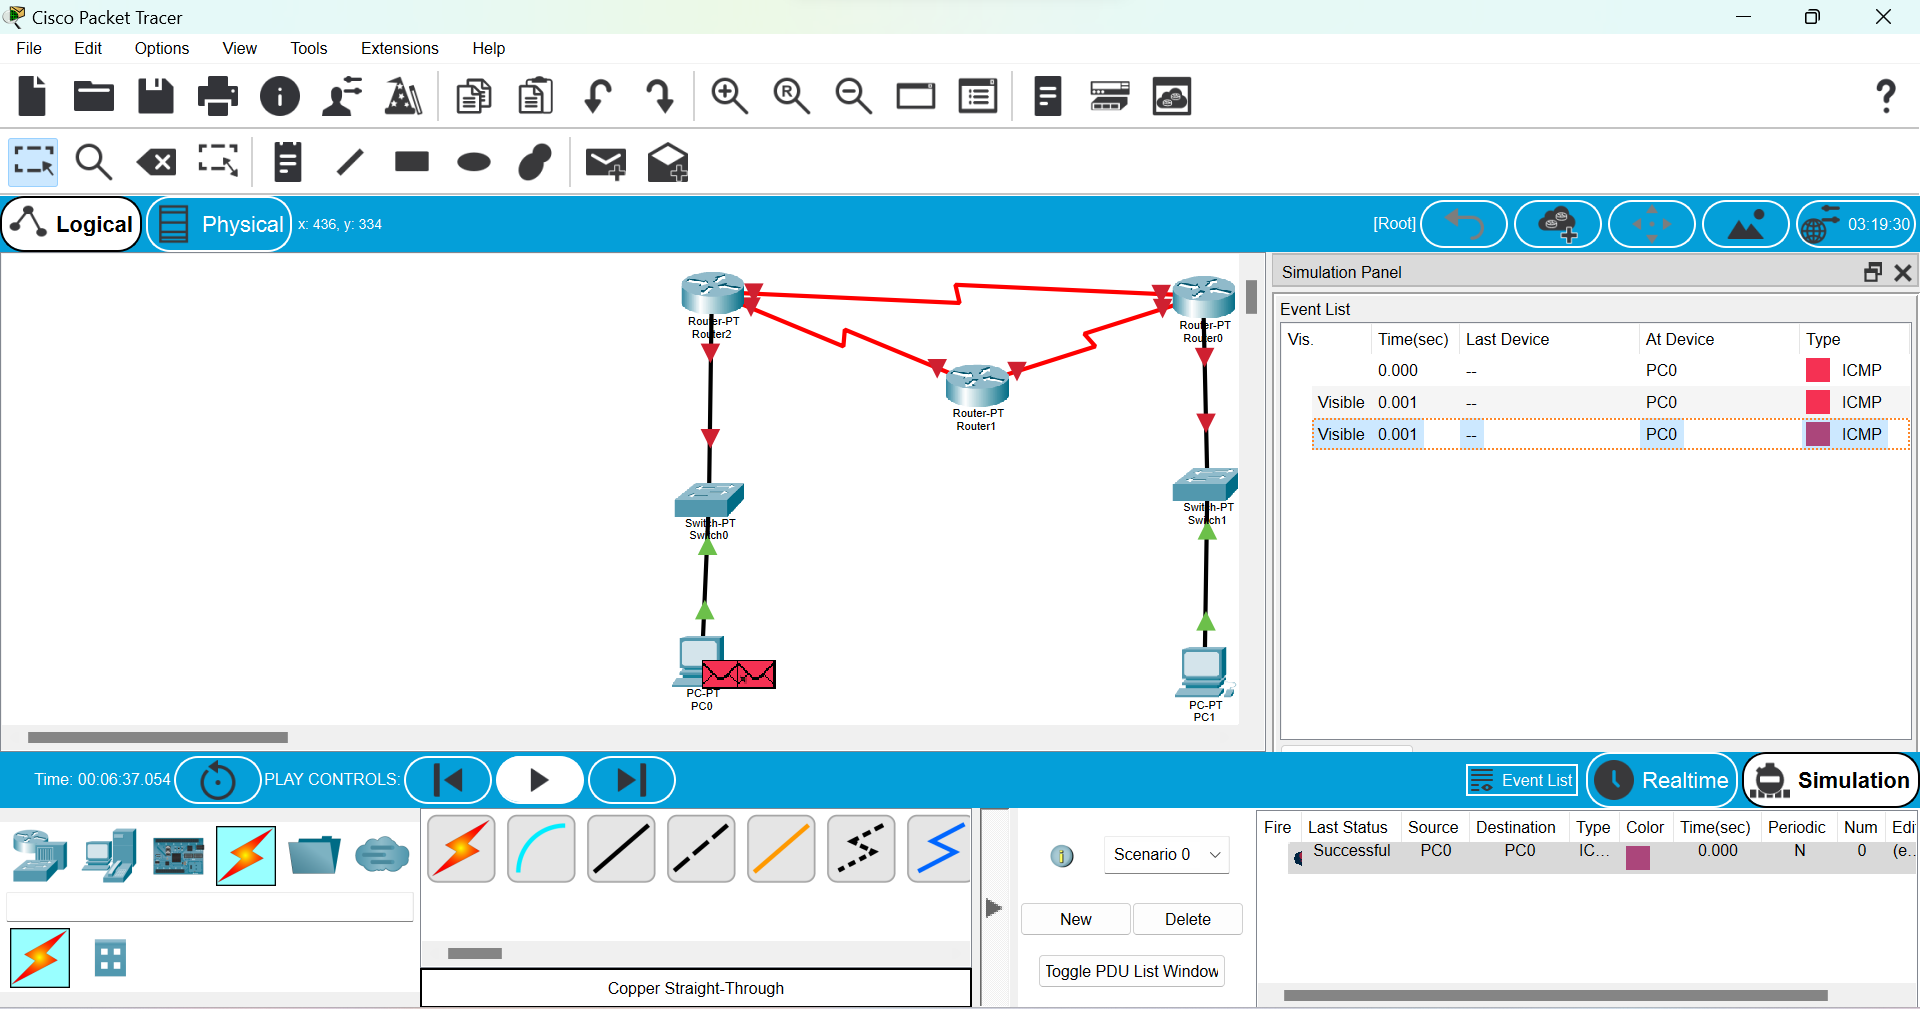 Cisco Packet Tracer
File Edit Options View Tools Extensions Help
Logical Physical x: 436, y: 334 [Root] 03:19:30
Router-PT
Router2
Router-PT
Router0
Router-PT
Router1
Switch-PT
Switch0
Switch-PT
Switch1
PC-PT
PC0
PC-PT
PC1
Simulation Panel
Event List
Vis. Time(sec) Last Device At Device Type
0.000 -- PC0 ICMP
Visible 0.001 -- PC0 ICMP
Visible 0.001 -- PC0 ICMP
Time: 00:06:37.054 PLAY CONTROLS: Event List Realtime Simulation
Scenario 0
New Delete
Toggle PDU List Window
Copper Straight-Through
Fire Last Status Source Destination Type Color Time(sec) Periodic Num Edi
Successful PC0 PC0 IC... 0.000 N 0 (e..